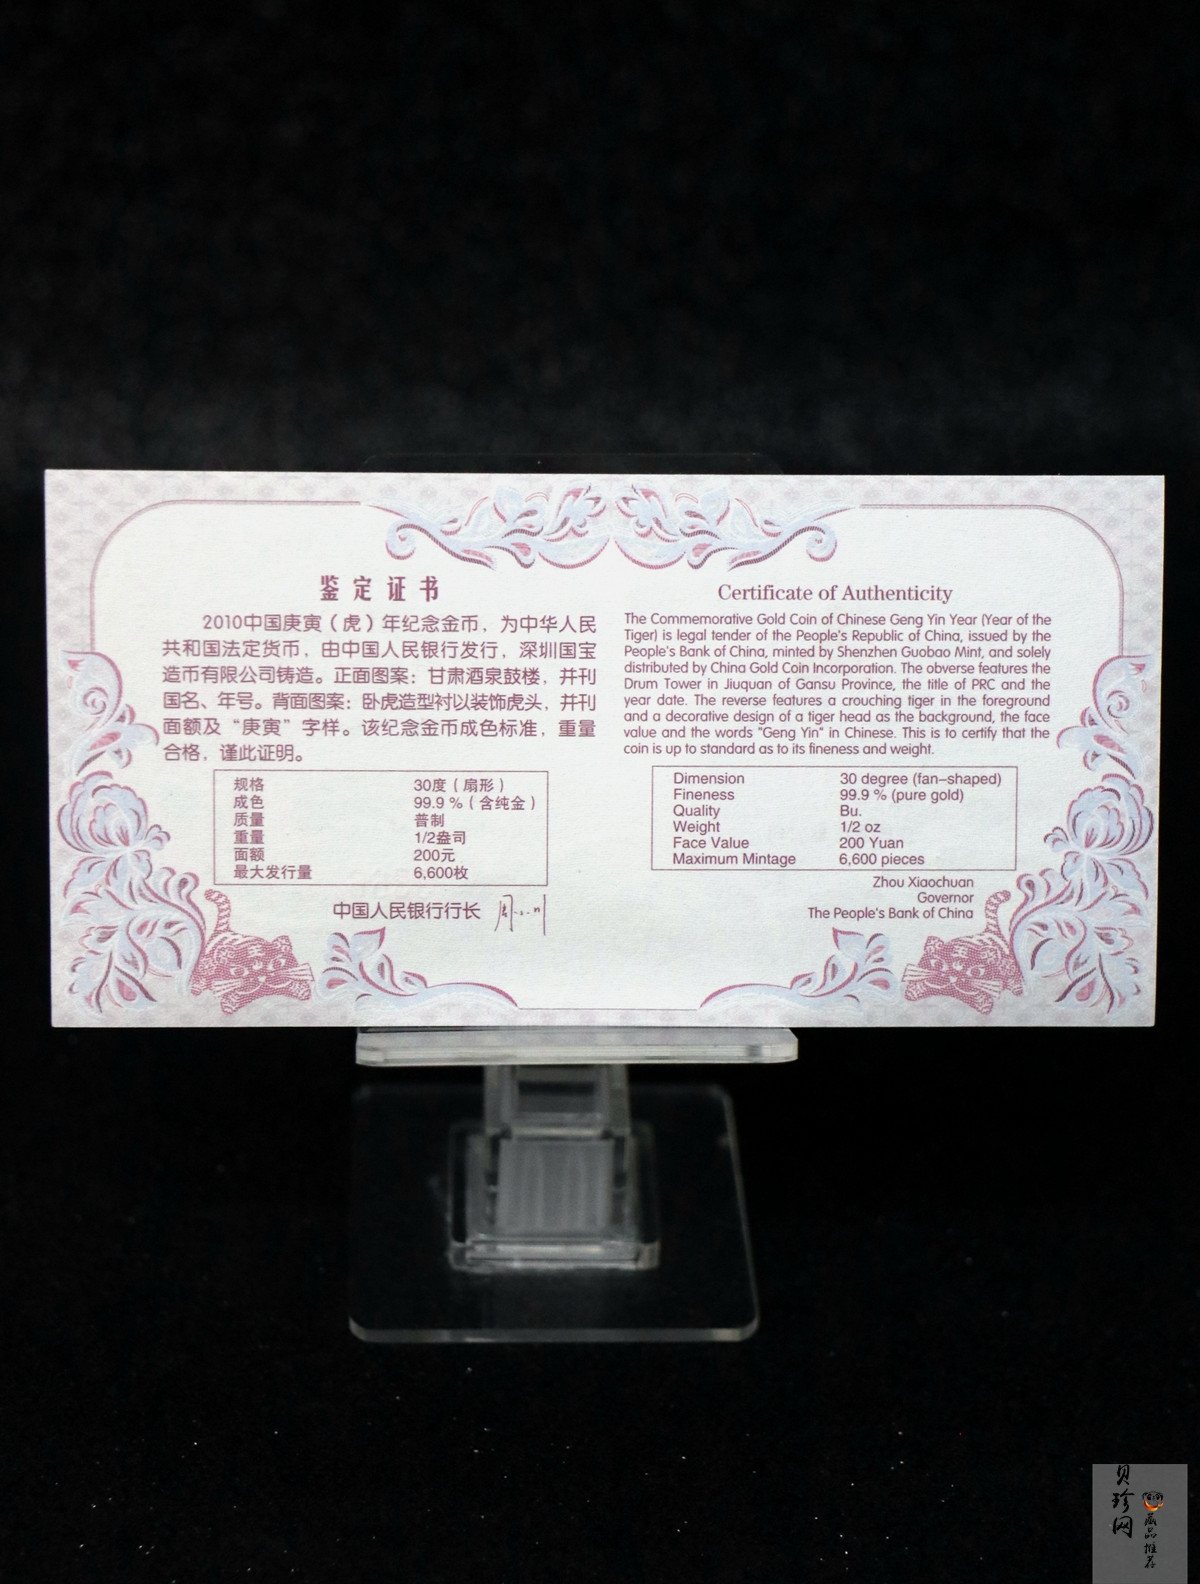 鉴定证书
2010中国庚寅（虎）年纪念金币，为中华人民
共和国法定货币，由中国人民银行发行，深圳国宝
造币有限公司铸造。正面图案：甘肃酒泉鼓楼，并刊
国名、年号。背面图案：卧虎造型衬以装饰虎头，并刊
面额及“庚寅”字样。该纪念金币成色标准，重量
合格，谨此证明。
规格 30度（扇形）
成色 99.9％（含纯金）
质量 普制
重量 1/2盎司
面额 200元
最大发行量 6,600枚
中国人民银行行长
Certificate of Authenticity
The Commemorative Gold Coin of Chinese Geng Yin Year (Year of the
Tiger) is legal tender of the People's Republic of China, issued by the
People's Bank of China, minted by Shenzhen Guobao Mint, and solely
distributed by China Gold Coin Incorporation. The obverse features the
Drum Tower in Jiuquan of Gansu Province, the title of PRC and the
year date. The reverse features a crouching tiger in the foreground
and a decorative design of a tiger head as the background, the face
value and the words "Geng Yin" in Chinese. This is to certify that the
coin is up to standard as to its fineness and weight.
Dimension 30 degree (fan-shaped)
Fineness 99.9 % (pure gold)
Quality Bu.
Weight 1/2 oz
Face Value 200 Yuan
Maximum Mintage 6,600 pieces
Zhou Xiaochuan
Governor
The People's Bank of China
贝珍网
藏品推荐